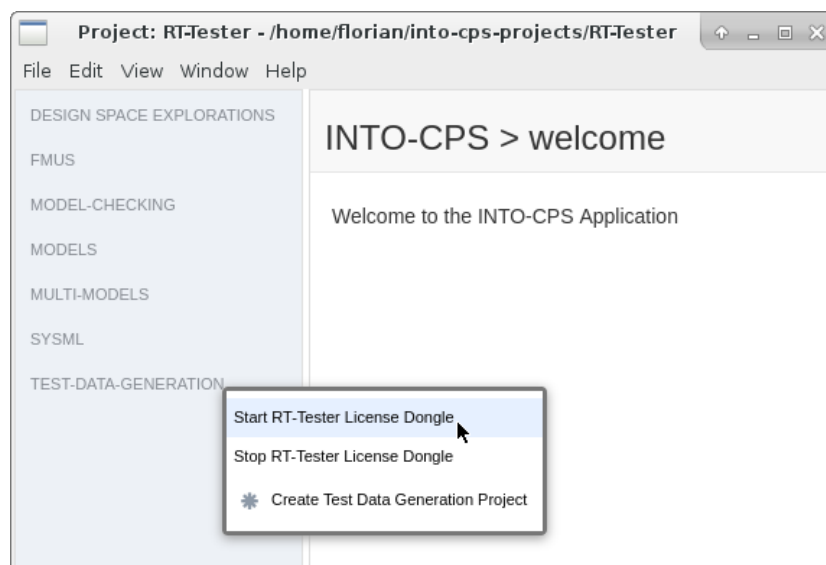 Project: RT-Tester - /home/florian/into-cps-projects/RT-Tester
File Edit View Window Help
DESIGN SPACE EXPLORATIONS
FMUS
MODEL-CHECKING
MODELS
MULTI-MODELS
SYSML
TEST-DATA-GENERATION
INTO-CPS > welcome
Welcome to the INTO-CPS Application
Start RT-Tester License Dongle
Stop RT-Tester License Dongle
Create Test Data Generation Project